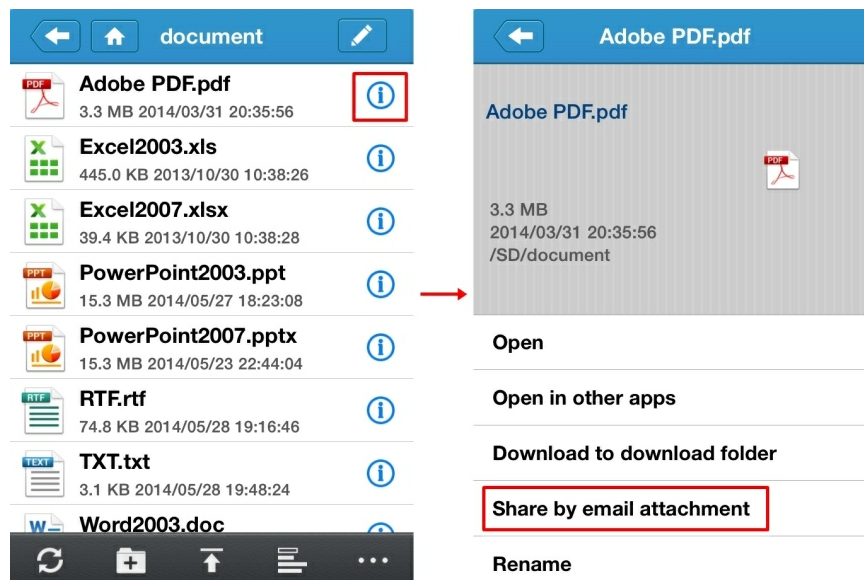 document
PDF
Adobe PDF.pdf
3.3 MB 2014/03/31 20:35:56
X
Excel2003.xls
445.0 KB 2013/10/30 10:38:26
X
Excel2007.xlsx
39.4 KB 2013/10/30 10:38:28
PPT
PowerPoint2003.ppt
15.3 MB 2014/05/27 18:23:08
PPT
PowerPoint2007.pptx
15.3 MB 2014/05/23 22:44:04
RTF
RTF.rtf
74.8 KB 2014/05/28 19:16:46
TEXT
TXT.txt
3.1 KB 2014/05/28 19:48:24
W
Word2003.doc
Adobe PDF.pdf
Adobe PDF.pdf
PDF
3.3 MB
2014/03/31 20:35:56
/SD/document
Open
Open in other apps
Download to download folder
Share by email attachment
Rename